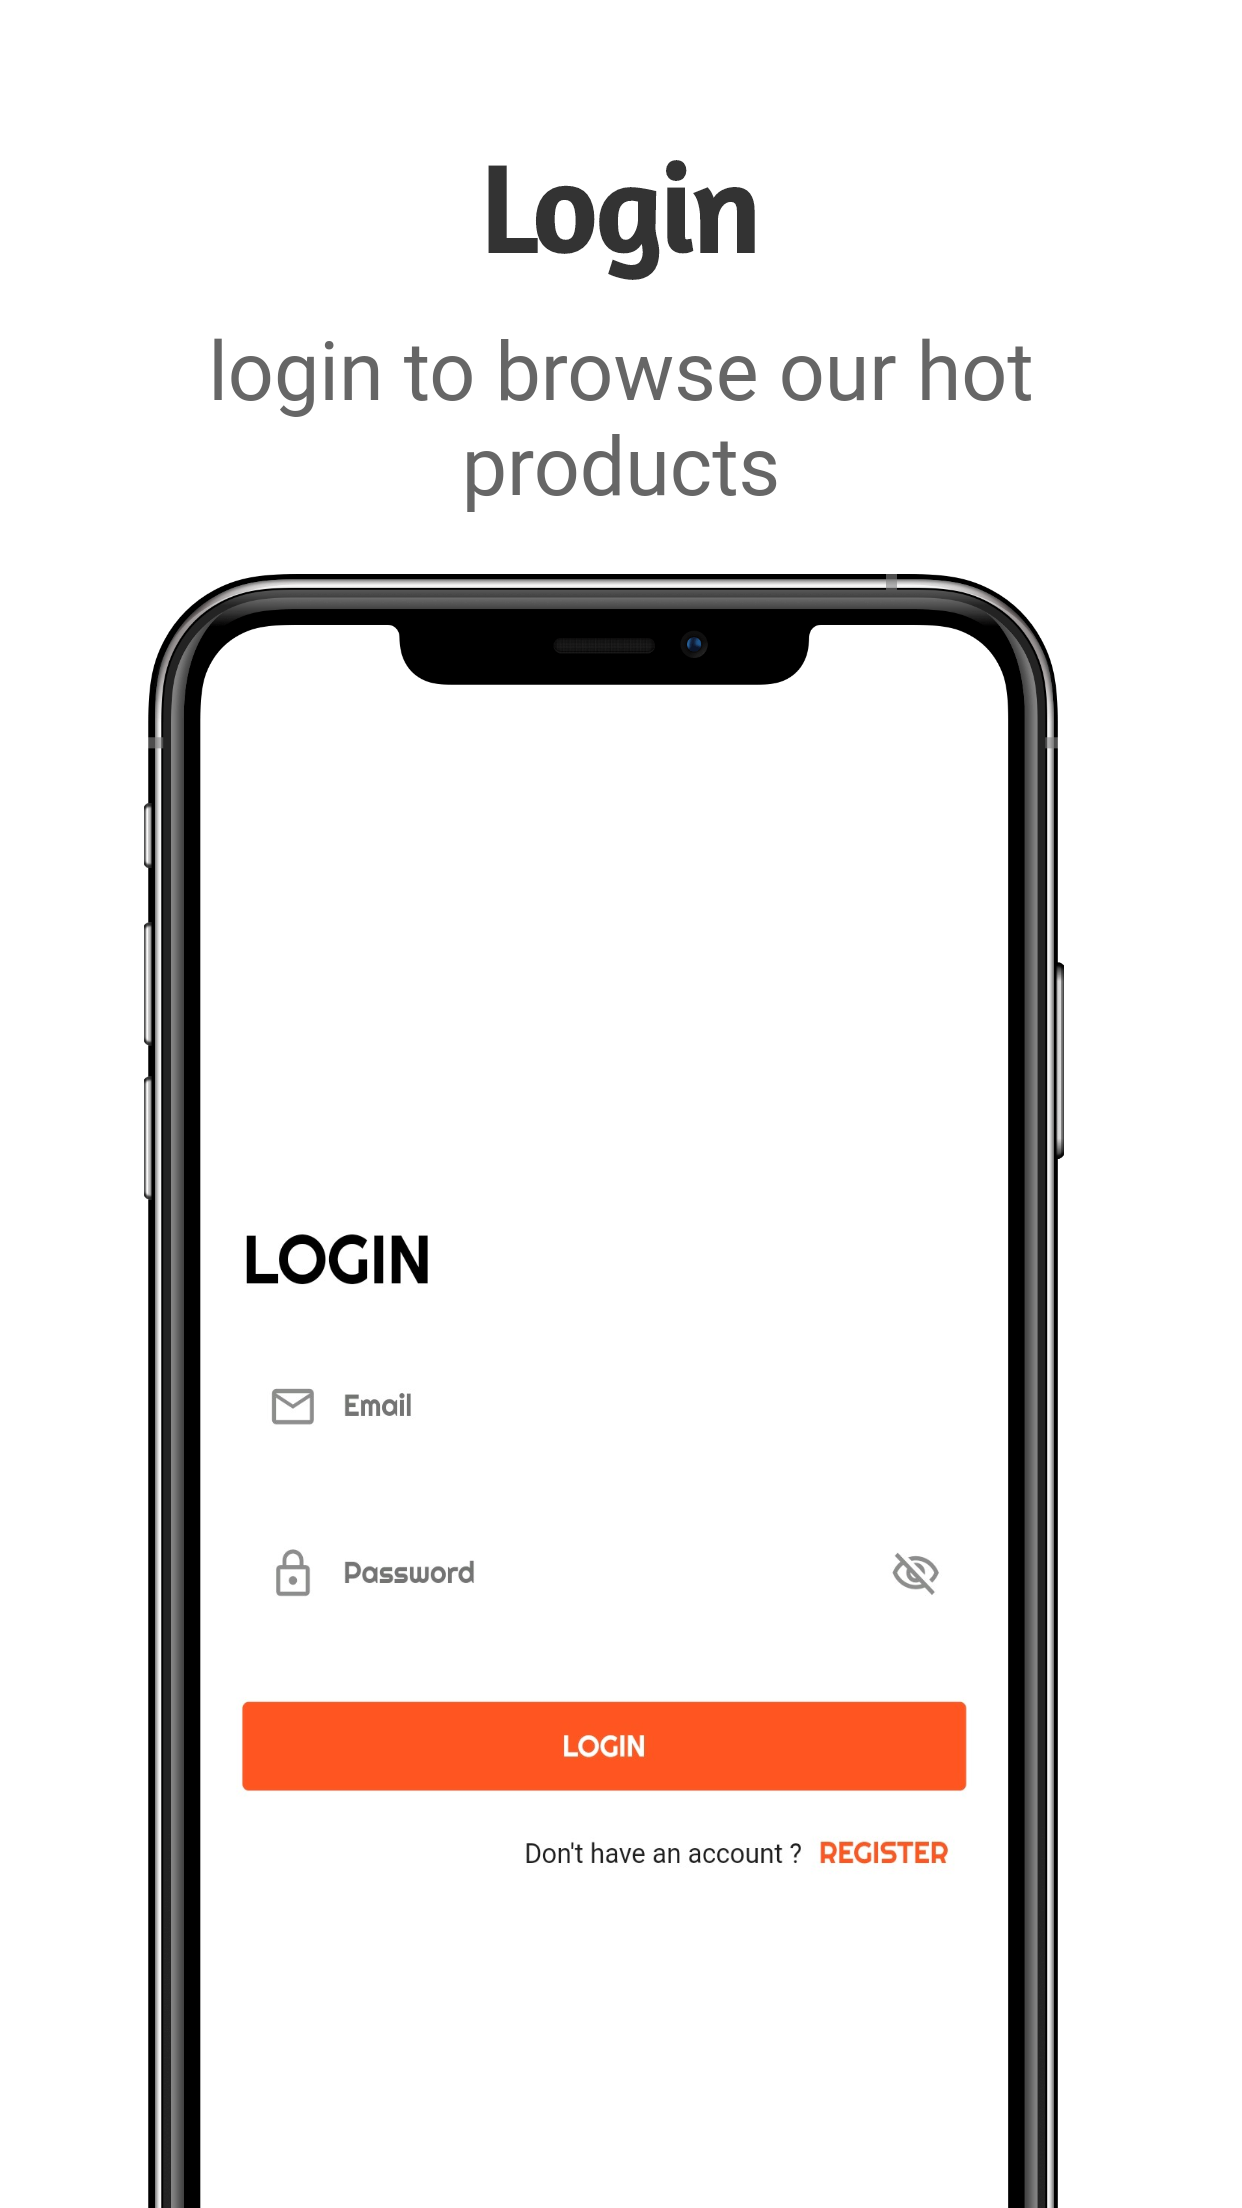 Login
login to browse our hot
products
LOGIN
Email
Password
LOGIN
Don't have an account ? REGISTER